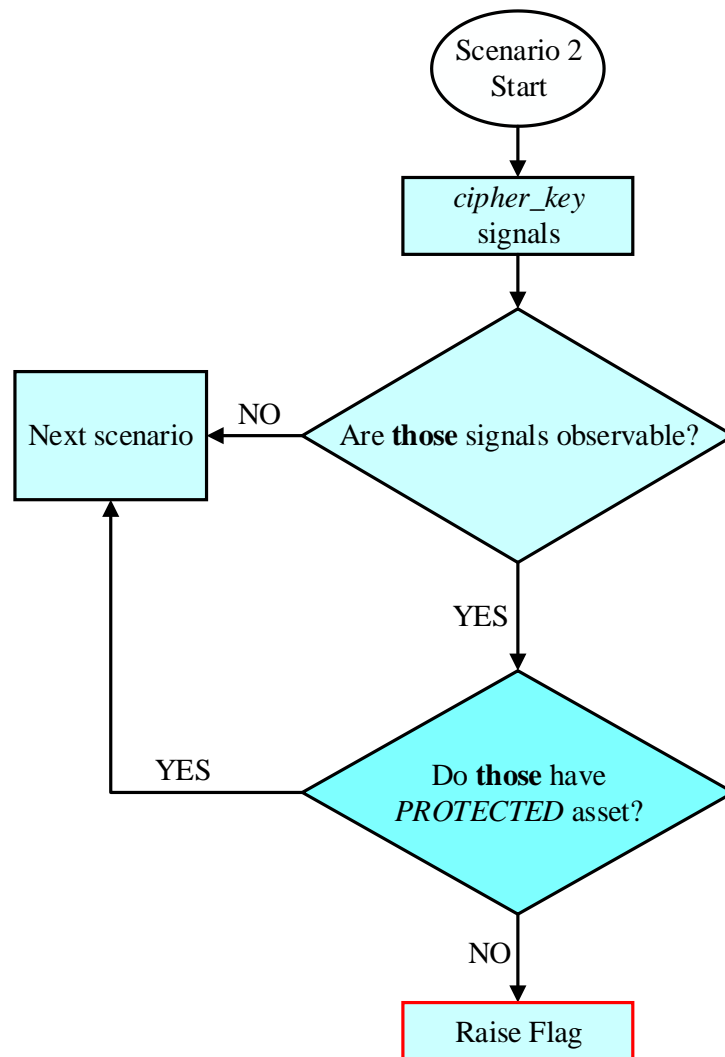 Scenario 2
Start
cipher_key
signals
Are those signals observable?
NO
Next scenario
YES
Do those have
PROTECTED asset?
YES
NO
Raise Flag